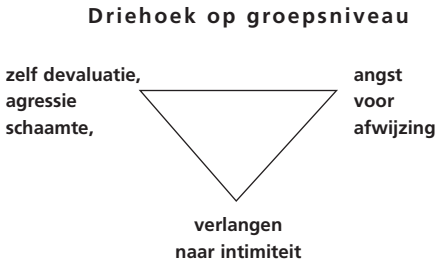 Driehoek op groepsniveau
zelf devaluatie,
agressie
schaamte,
angst
voor
afwijzing
verlangen
naar intimiteit